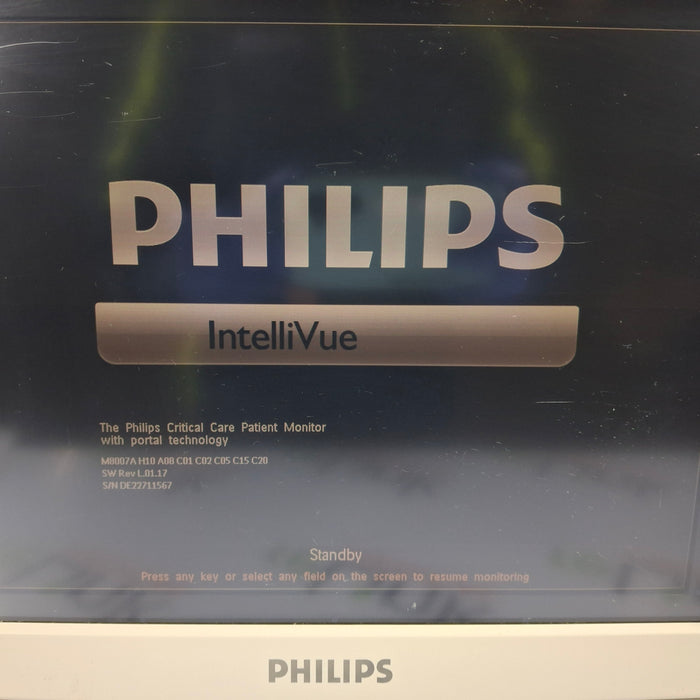 PHILIPS
IntelliVue
The Philips Critical Care Patient Monitor
with portal technology
M8007A H10 A08 C01 C02 C05 C15 C20
SW Rev L.01.17
S/N DE22711567
Standby
Press any key or select any field on the screen to resume monitoring
PHILIPS